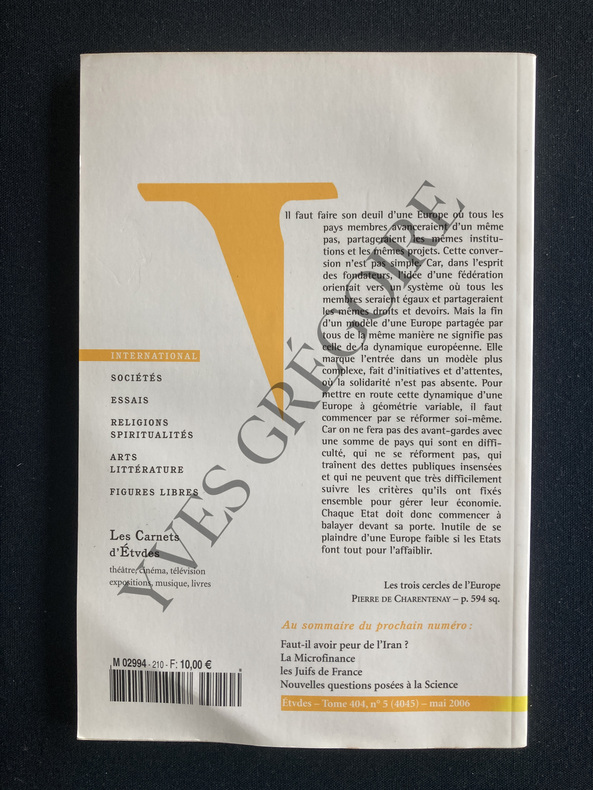 Il faut faire son deuil d'une Europe où tous les
pays membres avanceraient d'un même
pas, partageraient les mêmes institu-
tions et les mêmes projets. Cette conver-
sion n'est pas simple. Car, dans l'esprit
des fondateurs, l'idée d'une fédération
orientait vers un système où tous les
membres seraient égaux et partageraient
les mêmes droits et devoirs. Mais la fin
d'un modèle d'une Europe partagée par
tous de la même manière ne signifie pas
celle de la dynamique européenne. Elle
marque l'entrée dans un modèle plus
complexe, fait d'initiatives et d'attentes,
où la solidarité n'est pas absente. Pour
mettre en route cette dynamique d'une
Europe à géométrie variable, il faut
commencer par se réformer soi-même.
Car on ne fera pas des avant-gardes avec
une somme de pays qui sont en diffi-
culté, qui ne se réforment pas, qui
traînent des dettes publiques insensées
et qui ne peuvent que très difficilement
suivre les critères qu'ils ont fixés
ensemble pour gérer leur économie.
Chaque Etat doit donc commencer à
balayer devant sa porte. Inutile de se
plaindre d'une Europe faible si les Etats
font tout pour l'affaiblir.
Les trois cercles de l'Europe
PIERRE DE CHARENTENAY – p. 594 sq.
INTERNATIONAL
SOCIÉTÉS
ESSAIS
RELIGIONS
SPIRITUALITÉS
ARTS
LITTÉRATURE
FIGURES LIBRES
Les Carnets
d'Étvdes
théâtre, cinéma, télévision
expositions, musique, livres
M 02994 - 210 - F: 10,00 €
Au sommaire du prochain numéro :
Faut-il avoir peur de l'Iran ?
La Microfinance
les Juifs de France
Nouvelles questions posées à la Science
Étvdes – Tome 404, n° 5 (4045) – mai 2006
YVES GRÉGOIRE